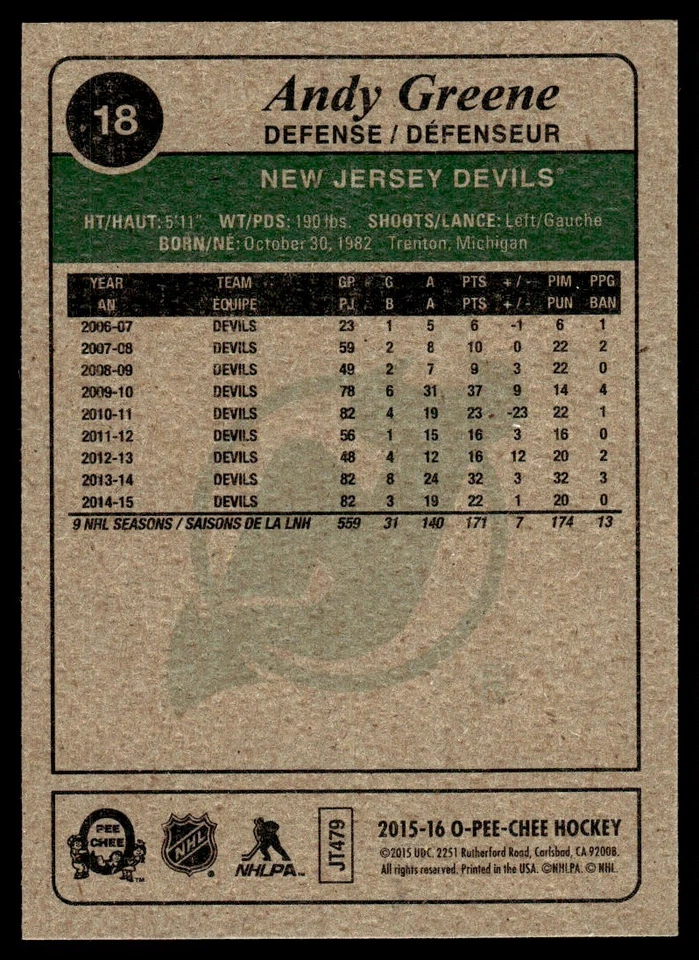 18
Andy Greene
DEFENSE / DÉFENSEUR
NEW JERSEY DEVILS
HT/HAUT: 5'11" WT/PDS: 190 lbs. SHOOTS/LANCE: Left/Gauche
BORN/NÉ: October 30, 1982 Trenton, Michigan
YEAR TEAM GP G A PTS +/- PIM PPG
AN ÉQUIPE PJ B A PTS +/- PUN BAN
2006-07 DEVILS 23 1 5 6 -1 6 1
2007-08 DEVILS 59 2 8 10 0 22 2
2008-09 DEVILS 49 2 7 9 3 22 0
2009-10 DEVILS 78 6 31 37 9 14 4
2010-11 DEVILS 82 4 19 23 -23 22 1
2011-12 DEVILS 56 1 15 16 3 16 0
2012-13 DEVILS 48 4 12 16 12 20 2
2013-14 DEVILS 82 8 24 32 3 32 3
2014-15 DEVILS 82 3 19 22 1 20 0
9 NHL SEASONS / SAISONS DE LA LNH 559 31 140 171 7 174 13
O
PEE
CHEE
TM
NHL
NHLPA
JT479
2015-16 O-PEE-CHEE HOCKEY
©2015 UDC. 2251 Rutherford Road, Carlsbad, CA 92008.
All rights reserved. Printed in the USA. ©NHLPA. © NHL.